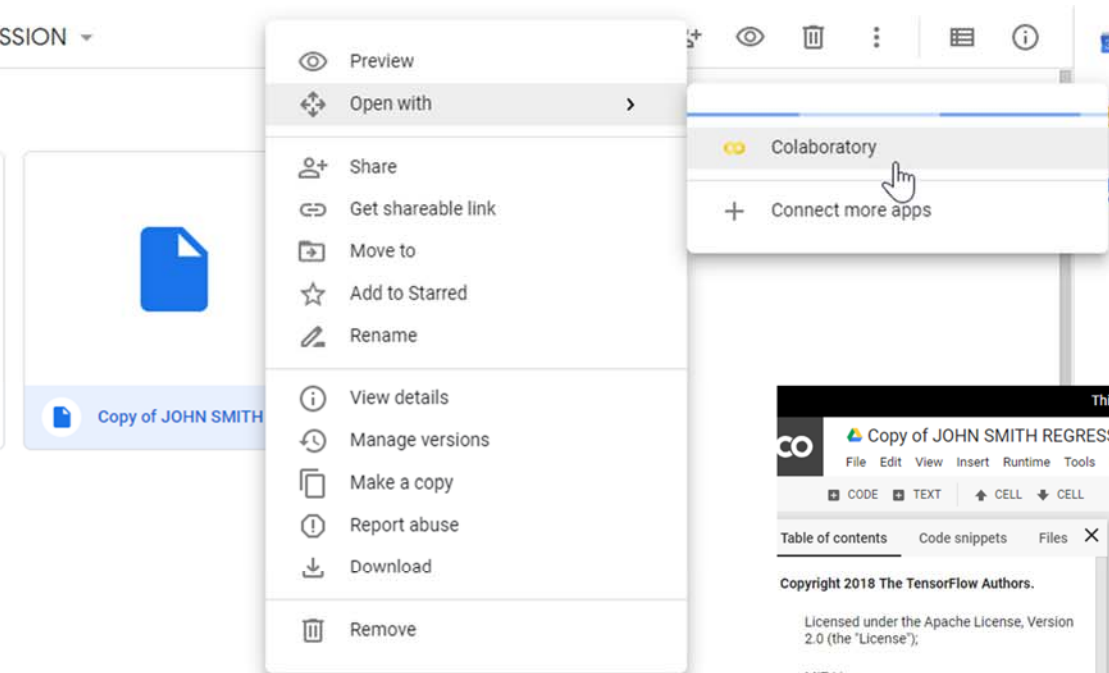 SSION
Preview
Open with
Colaboratory
Connect more apps
Share
Get shareable link
Move to
Add to Starred
Rename
Copy of JOHN SMITH
View details
Manage versions
Make a copy
Report abuse
Download
Remove
Thi
CO
Copy of JOHN SMITH REGRESS
File Edit View Insert Runtime Tools
CODE TEXT CELL CELL
Table of contents Code snippets Files
Copyright 2018 The TensorFlow Authors.
Licensed under the Apache License, Version
2.0 (the "License");